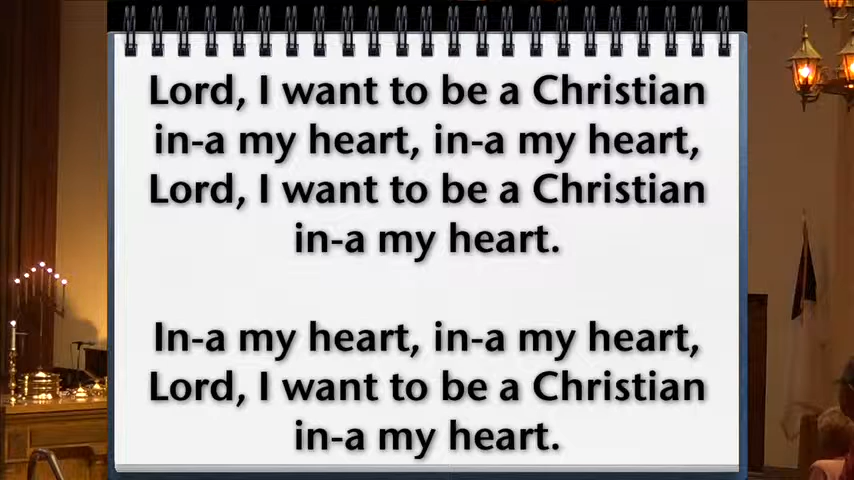 Lord, I want to be a Christian
in-a my heart, in-a my heart,
Lord, I want to be a Christian
in-a my heart.
In-a my heart, in-a my heart,
Lord, I want to be a Christian
in-a my heart.